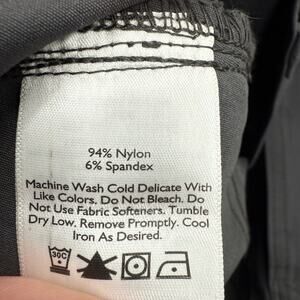 94% Nylon
6% Spandex
Machine Wash Cold Delicate With
Like Colors. Do Not Bleach. Do
Not Use Fabric Softeners. Tumble
Dry Low. Remove Promptly. Cool
Iron As Desired.
30C